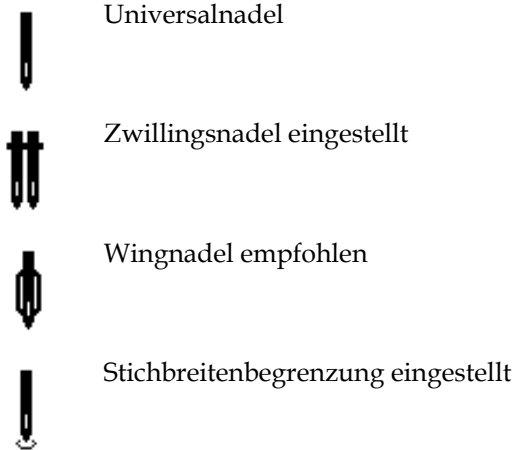 Universalnadel
Zwillingsnadel eingestellt
Wingnadel empfohlen
Stichbreitenbegrenzung eingestellt